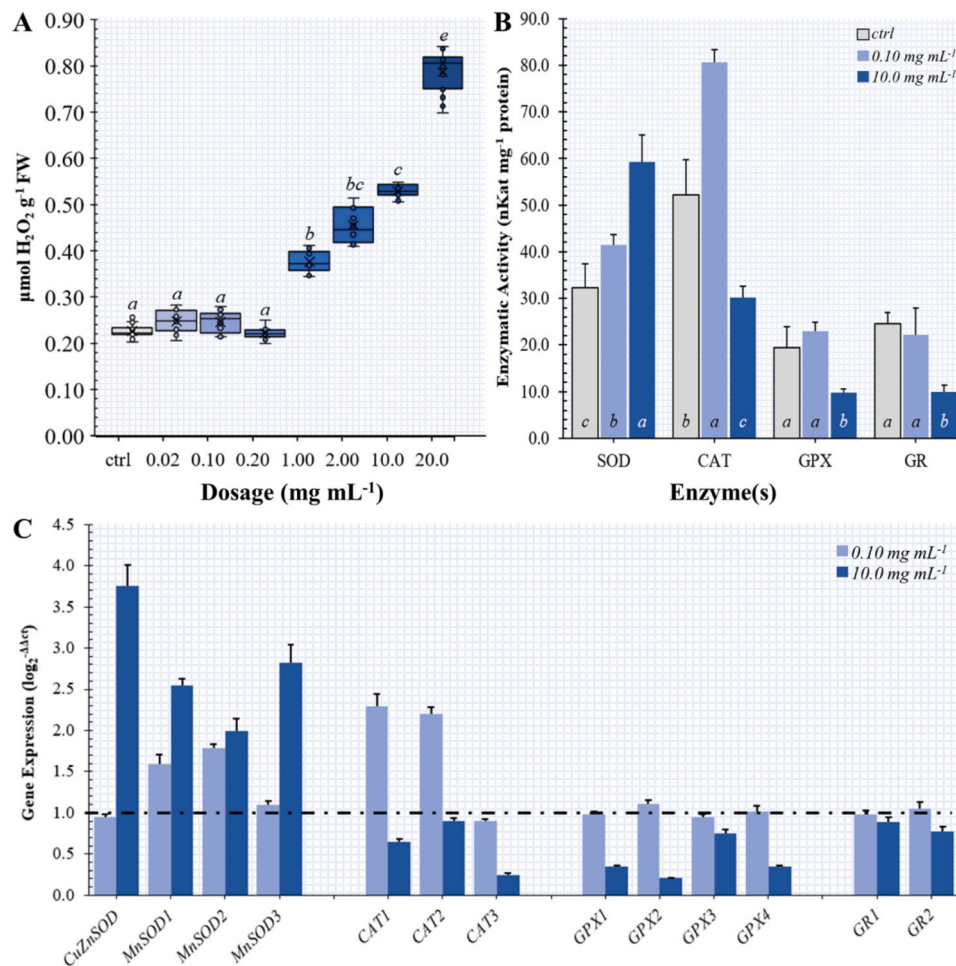 A
0.90
0.80
0.70
0.60
0.50
0.40
0.30
0.20
0.10
0.00
μmol H₂O₂ g⁻¹ FW
a
a
a
a
b
bc
c
e
ctrl 0.02 0.10 0.20 1.00 2.00 10.0 20.0
Dosage (mg mL⁻¹)
B
90.0
80.0
70.0
60.0
50.0
40.0
30.0
20.0
10.0
0.0
Enzymatic Activity (nKat mg⁻¹ protein)
ctrl
0.10 mg mL⁻¹
10.0 mg mL⁻¹
c b a b a c a a b a a b
SOD CAT GPX GR
Enzyme(s)
C
4.5
4.0
3.5
3.0
2.5
2.0
1.5
1.0
0.5
0.0
Gene Expression (log₂⁻ΔΔct)
0.10 mg mL⁻¹
10.0 mg mL⁻¹
CuZnSOD MnSOD1 MnSOD2 MnSOD3 CAT1 CAT2 CAT3 GPX1 GPX2 GPX3 GPX4 GR1 GR2